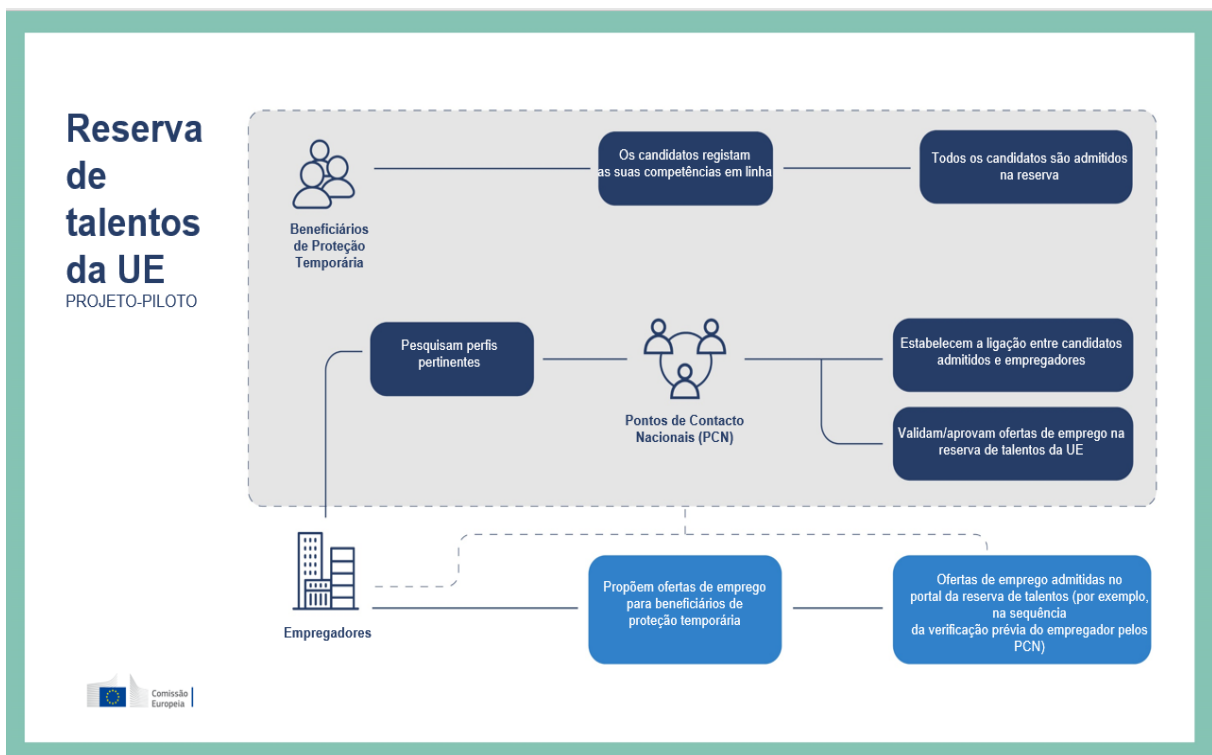 Reserva
de
talentos
da UE
PROJETO-PILOTO
Beneficiários
de Proteção
Temporária
Os candidatos registam
as suas competências em linha
Todos os candidatos são admitidos
na reserva
Pesquisam perfis
pertinentes
Pontos de Contacto
Nacionais (PCN)
Estabelecem a ligação entre candidatos
admitidos e empregadores
Validam/aprovam ofertas de emprego na
reserva de talentos da UE
Empregadores
Propõem ofertas de emprego
para beneficiários de
proteção temporária
Ofertas de emprego admitidas no
portal da reserva de talentos (por exemplo,
na sequência
da verificação prévia do empregador pelos
PCN)
Comissão
Europeia